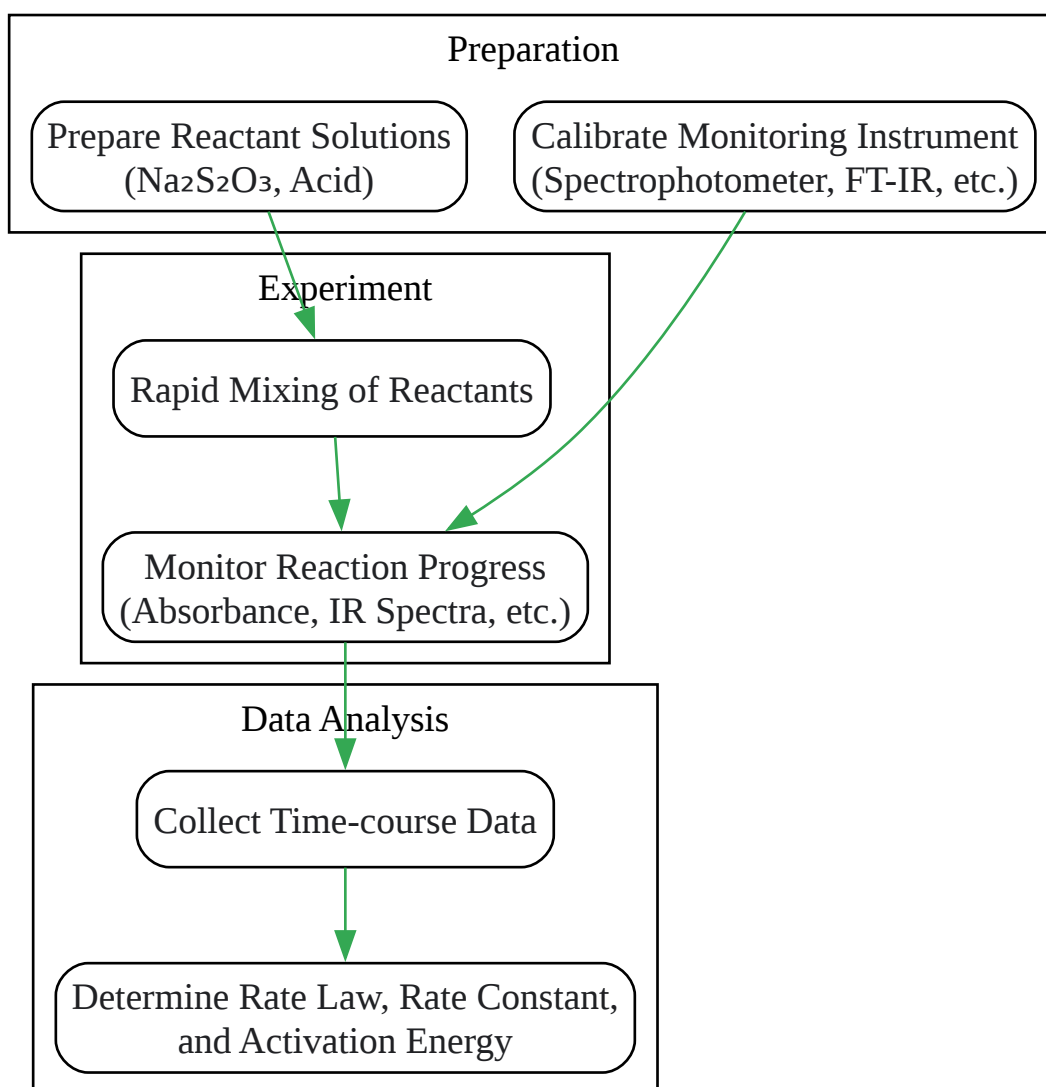 Preparation
Prepare Reactant Solutions
(Na₂S₂O₃, Acid)
Calibrate Monitoring Instrument
(Spectrophotometer, FT-IR, etc.)
Experiment
Rapid Mixing of Reactants
Monitor Reaction Progress
(Absorbance, IR Spectra, etc.)
Data Analysis
Collect Time-course Data
Determine Rate Law, Rate Constant,
and Activation Energy